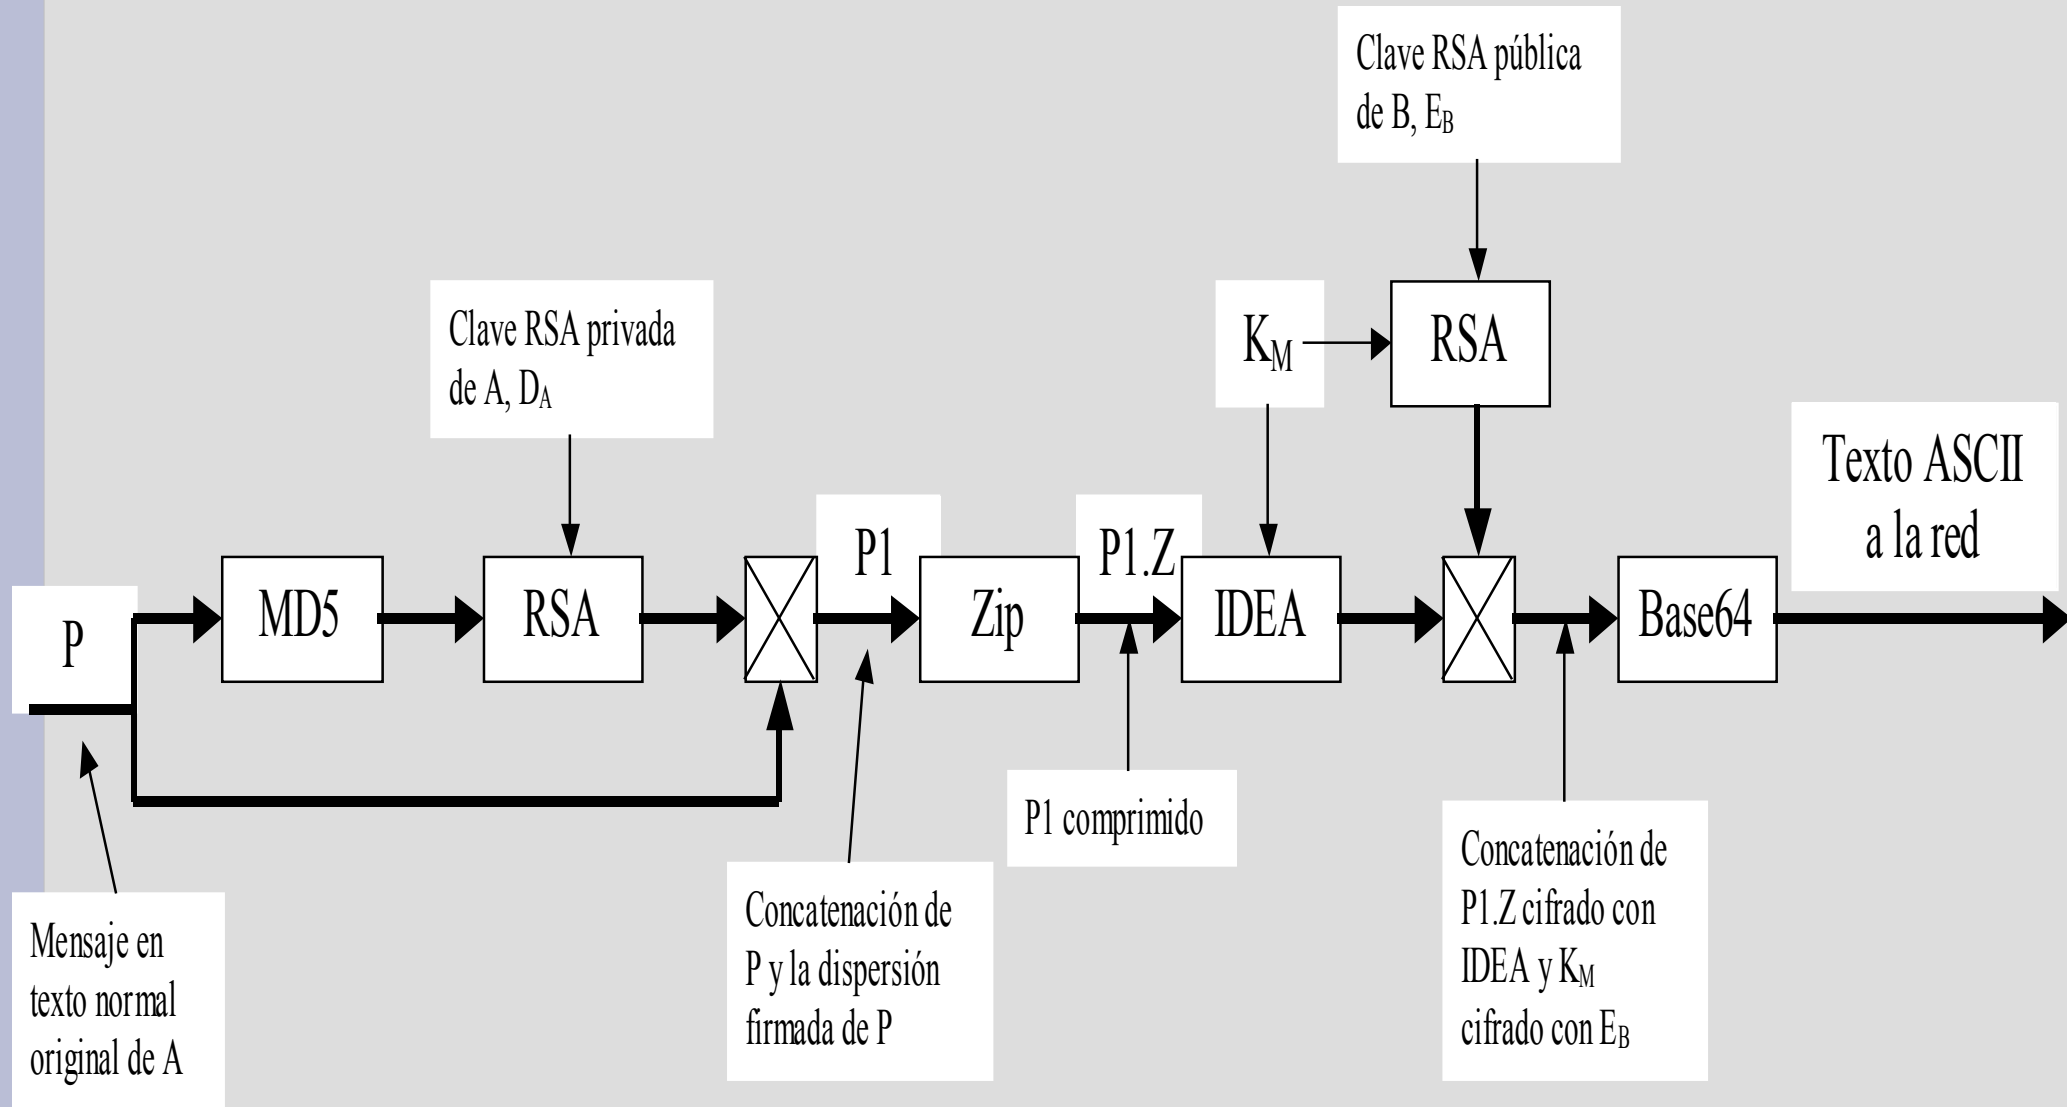 Clave RSA pública
de B, E_B
Clave RSA privada
de A, D_A
K_M
RSA
Texto ASCII
a la red
P
MD5
RSA
P1
Zip
P1.Z
IDEA
Base64
P1 comprimido
Mensaje en
texto normal
original de A
Concatenación de
P y la dispersión
firmada de P
Concatenación de
P1.Z cifrado con
IDEA y K_M
cifrado con E_B